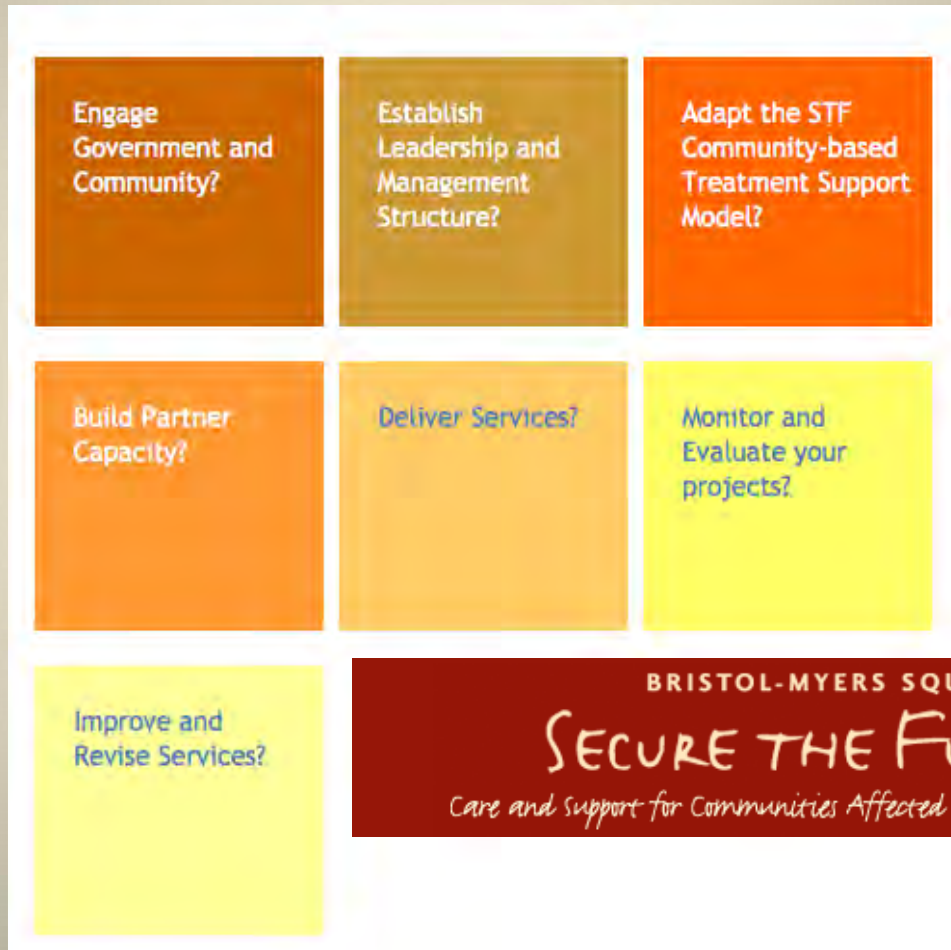 Engage
Government and
Community?
Establish
Leadership and
Management
Structure?
Adapt the STF
Community-based
Treatment Support
Model?
Build Partner
Capacity?
Deliver Services?
Monitor and
Evaluate your
projects?
Improve and
Revise Services?
BRISTOL-MYERS
SECURE THE
Care and Support for Communities Affected